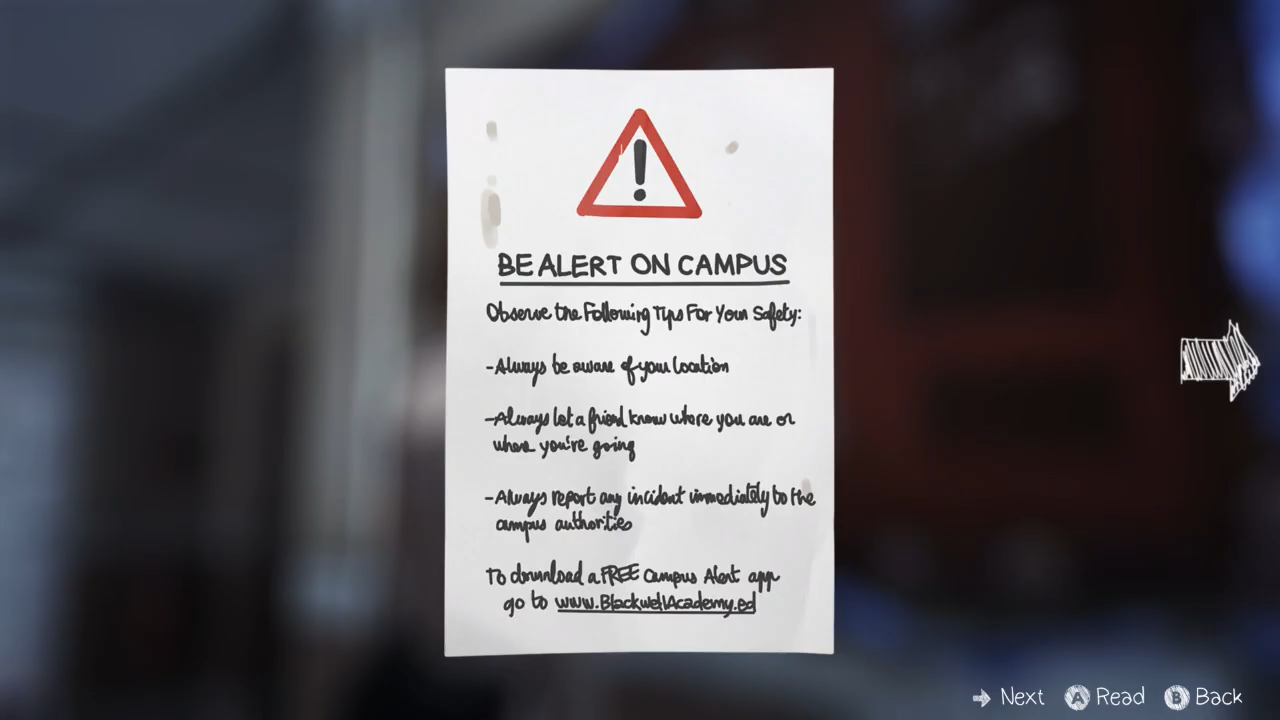 !
BE ALERT ON CAMPUS
Observe the Following Tips For Your Safety:
-Always be aware of your location
-Always let a friend know where you are or
where you're going
-Always report any incident immediately to the
campus authorities
To download a FREE Campus Alert app
go to www.BlackwellAcademy.ed
Next A Read B Back